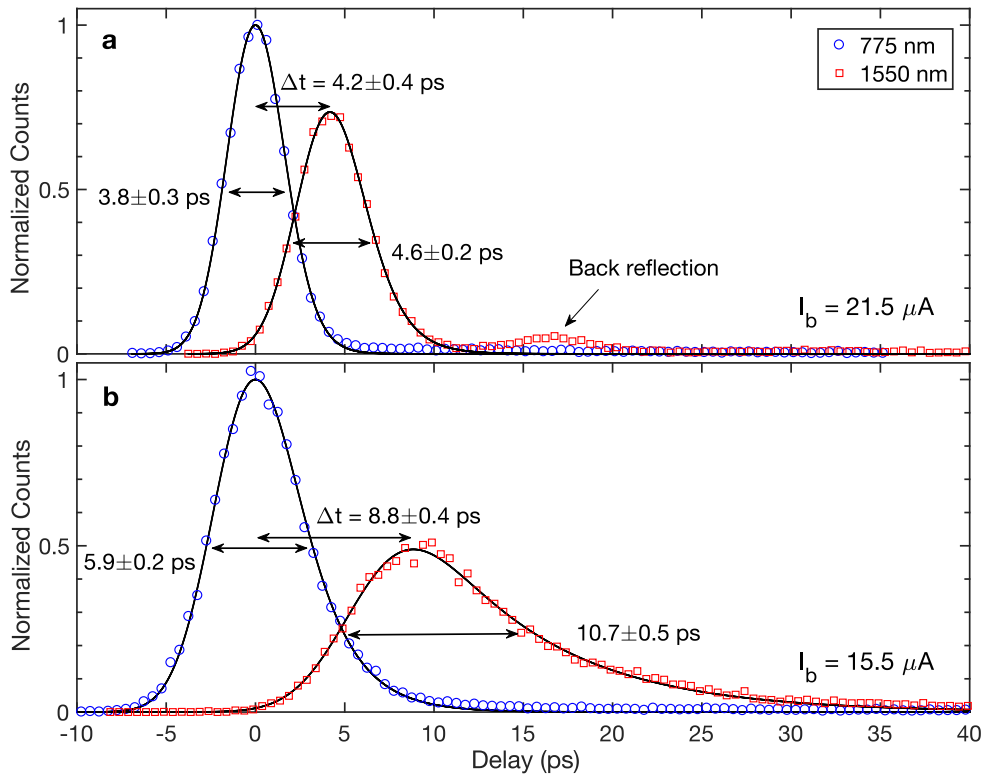 a
775 nm
1550 nm
Δt = 4.2±0.4 ps
3.8±0.3 ps
4.6±0.2 ps
Back reflection
I_b = 21.5 μA
Normalized Counts
1
0.5
0
b
Δt = 8.8±0.4 ps
5.9±0.2 ps
10.7±0.5 ps
I_b = 15.5 μA
Normalized Counts
1
0.5
0
-10 -5 0 5 10 15 20 25 30 35 40
Delay (ps)